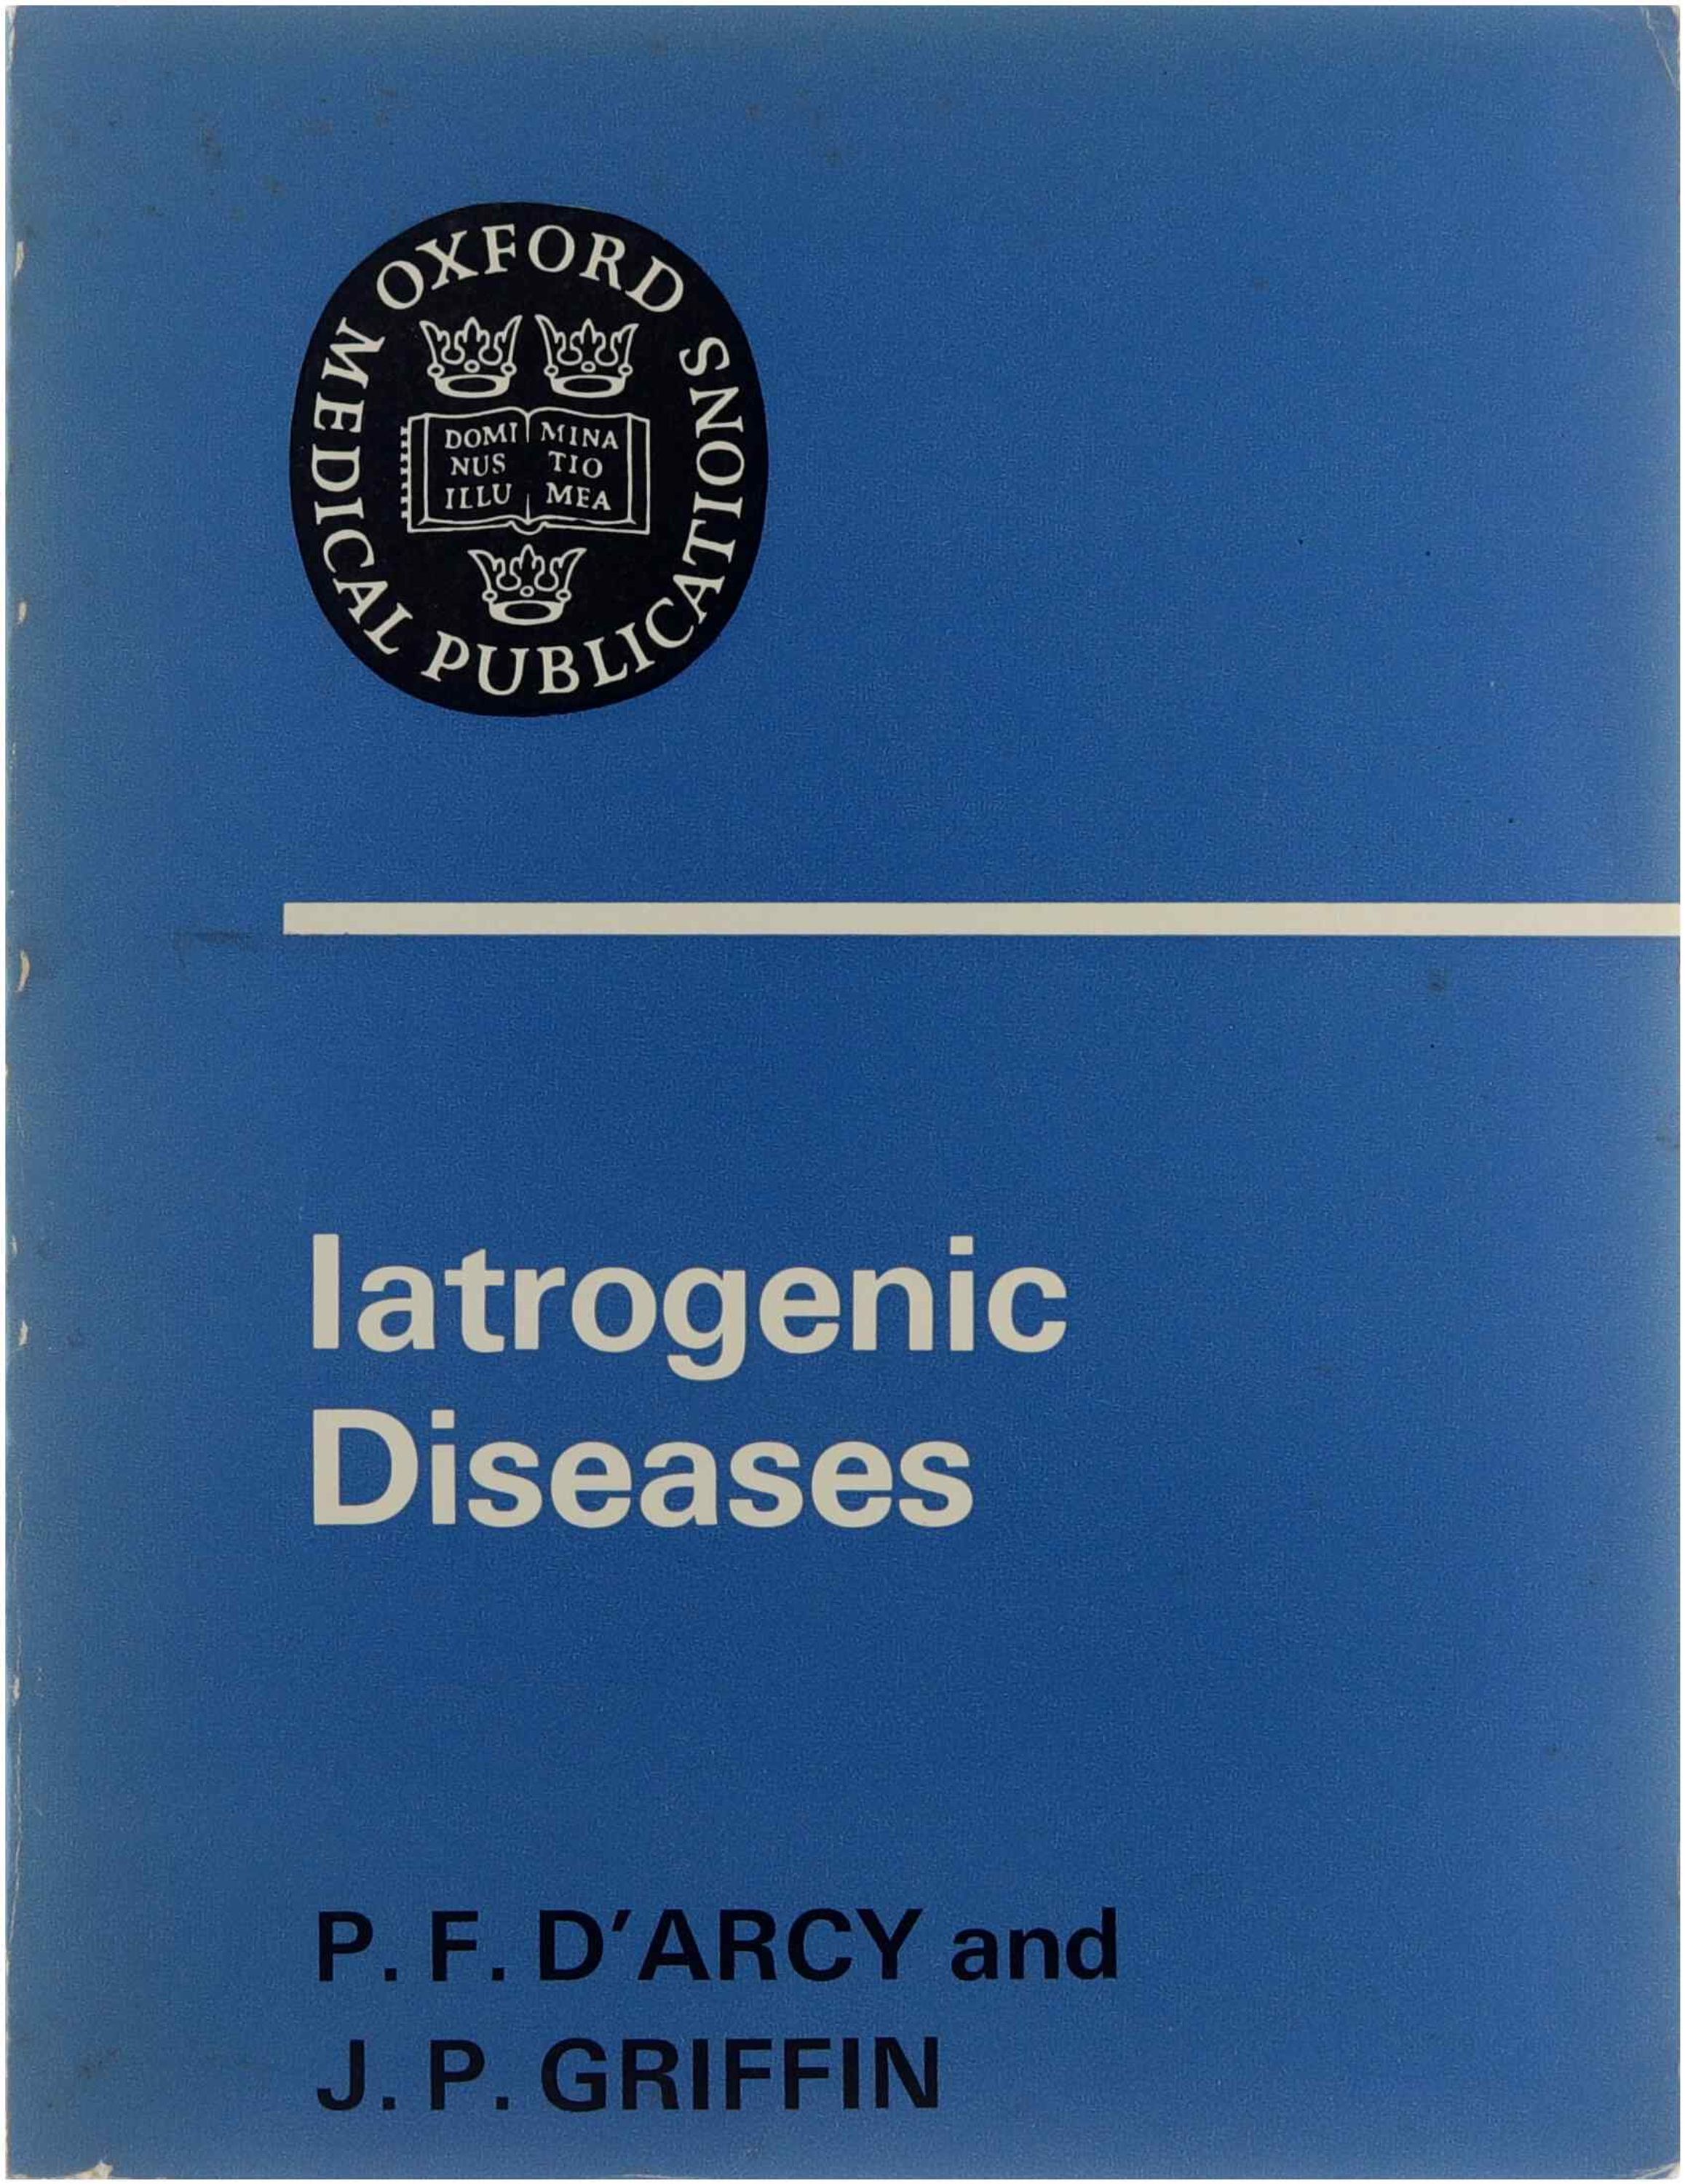 OXFORD MEDICAL PUBLICATIONS
DOMI MINA
NUS TIO
ILLU MEA
Iatrogenic
Diseases
P. F. D'ARCY and
J. P. GRIFFIN